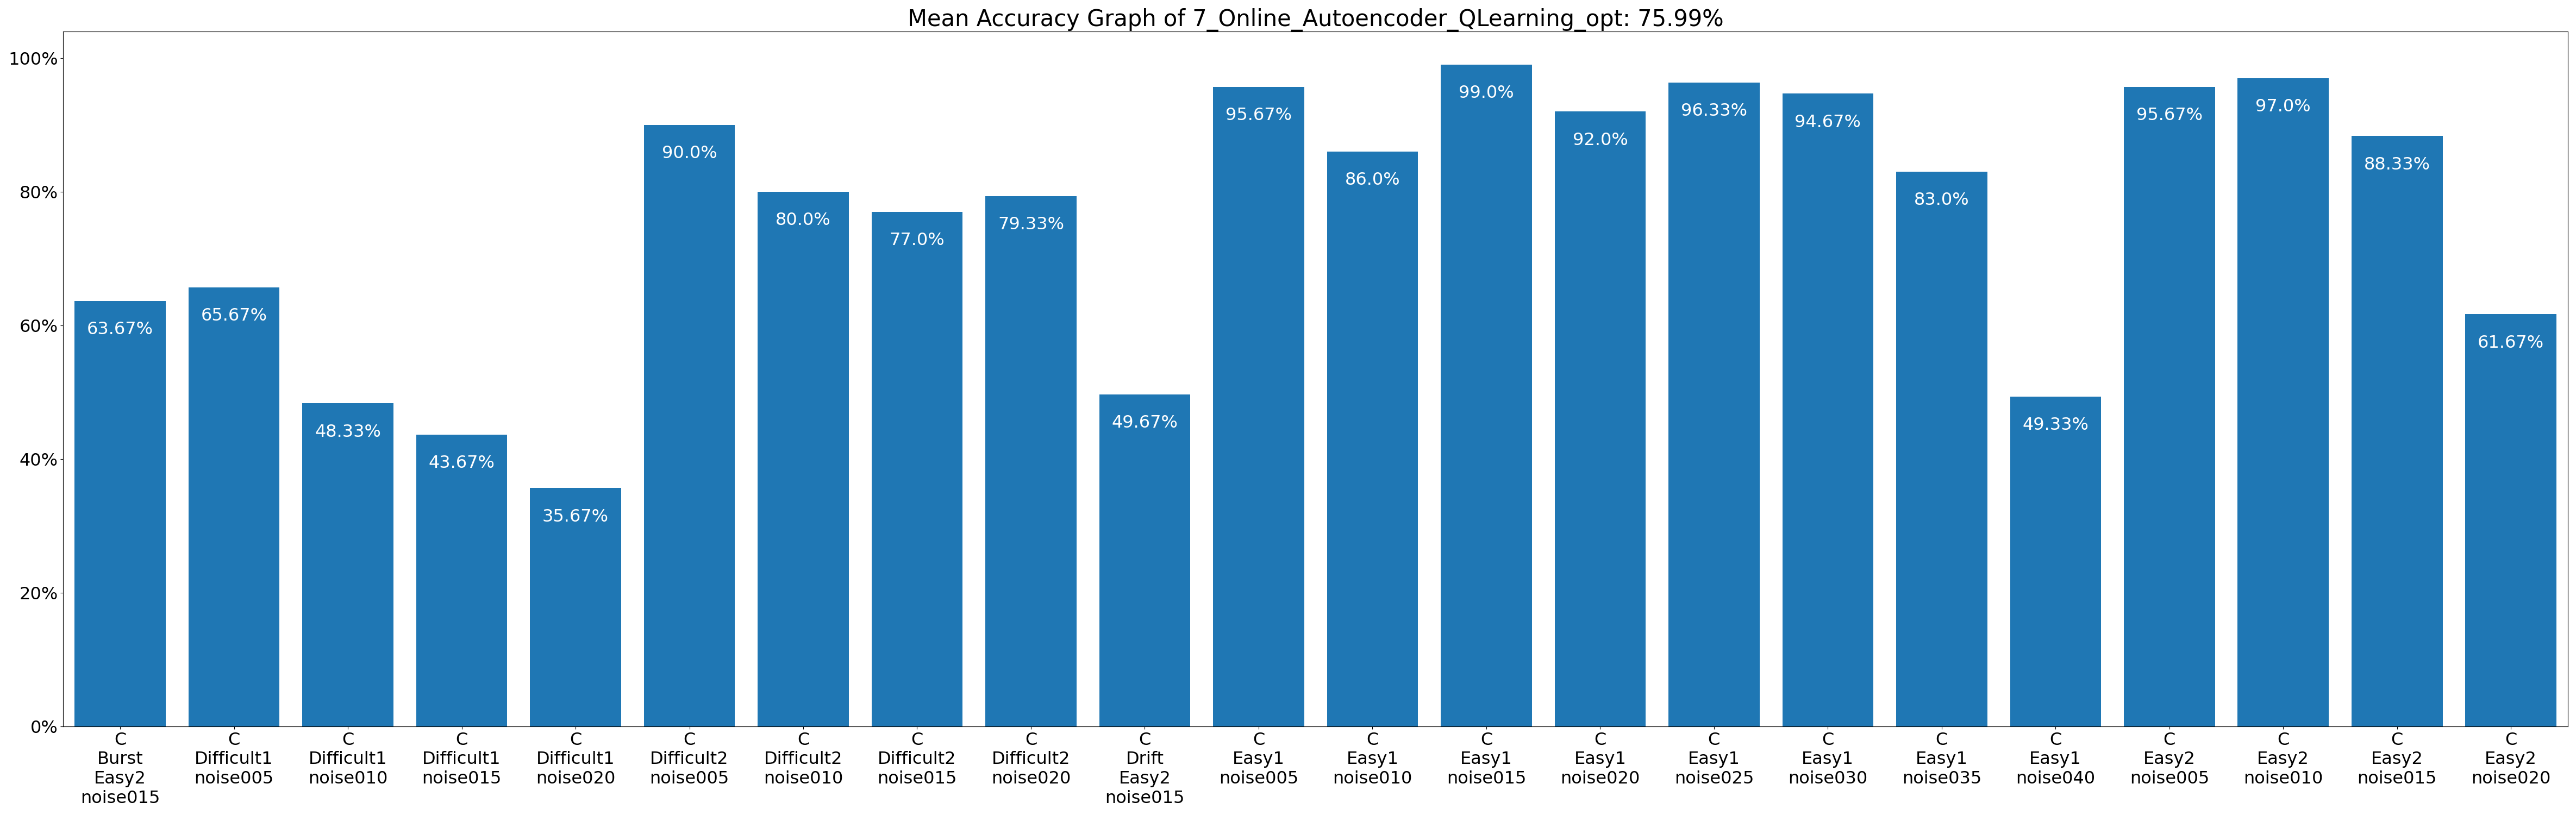 Mean Accuracy Graph of 7_Online_Autoencoder_QLearning_opt: 75.99%
100%
80%
60%
40%
20%
0%
63.67%
65.67%
48.33%
43.67%
35.67%
90.0%
80.0%
77.0%
79.33%
49.67%
95.67%
86.0%
99.0%
92.0%
96.33%
94.67%
83.0%
49.33%
95.67%
97.0%
88.33%
61.67%
C
Burst
Easy2
noise015
C
Difficult1
noise005
C
Difficult1
noise010
C
Difficult1
noise015
C
Difficult1
noise020
C
Difficult2
noise005
C
Difficult2
noise010
C
Difficult2
noise015
C
Difficult2
noise020
C
Drift
Easy2
noise015
C
Easy1
noise005
C
Easy1
noise010
C
Easy1
noise015
C
Easy1
noise020
C
Easy1
noise025
C
Easy1
noise030
C
Easy1
noise035
C
Easy1
noise040
C
Easy2
noise005
C
Easy2
noise010
C
Easy2
noise015
C
Easy2
noise020